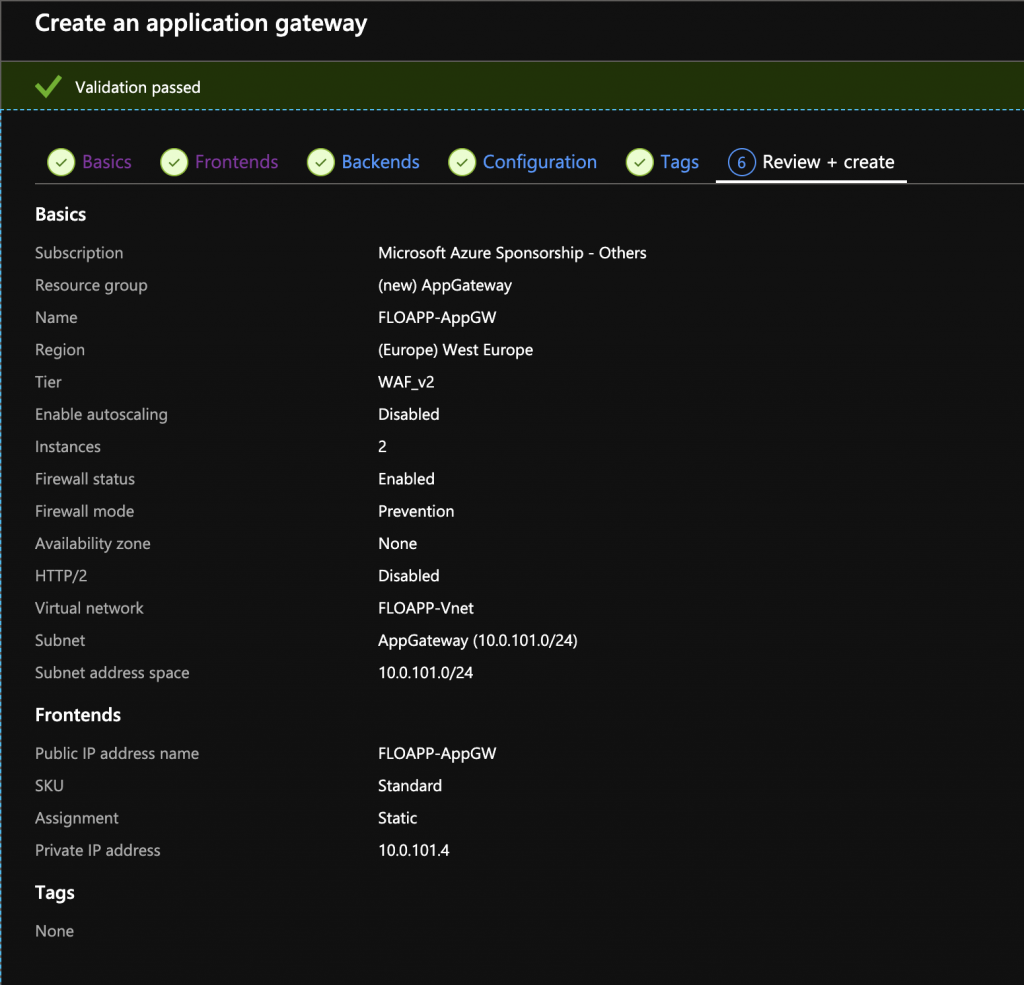 Create an application gateway
Validation passed
Basics Frontends Backends Configuration Tags 6 Review + create
Basics
Subscription Microsoft Azure Sponsorship - Others
Resource group (new) AppGateway
Name FLOAPP-AppGW
Region (Europe) West Europe
Tier WAF_v2
Enable autoscaling Disabled
Instances 2
Firewall status Enabled
Firewall mode Prevention
Availability zone None
HTTP/2 Disabled
Virtual network FLOAPP-Vnet
Subnet AppGateway (10.0.101.0/24)
Subnet address space 10.0.101.0/24
Frontends
Public IP address name FLOAPP-AppGW
SKU Standard
Assignment Static
Private IP address 10.0.101.4
Tags
None